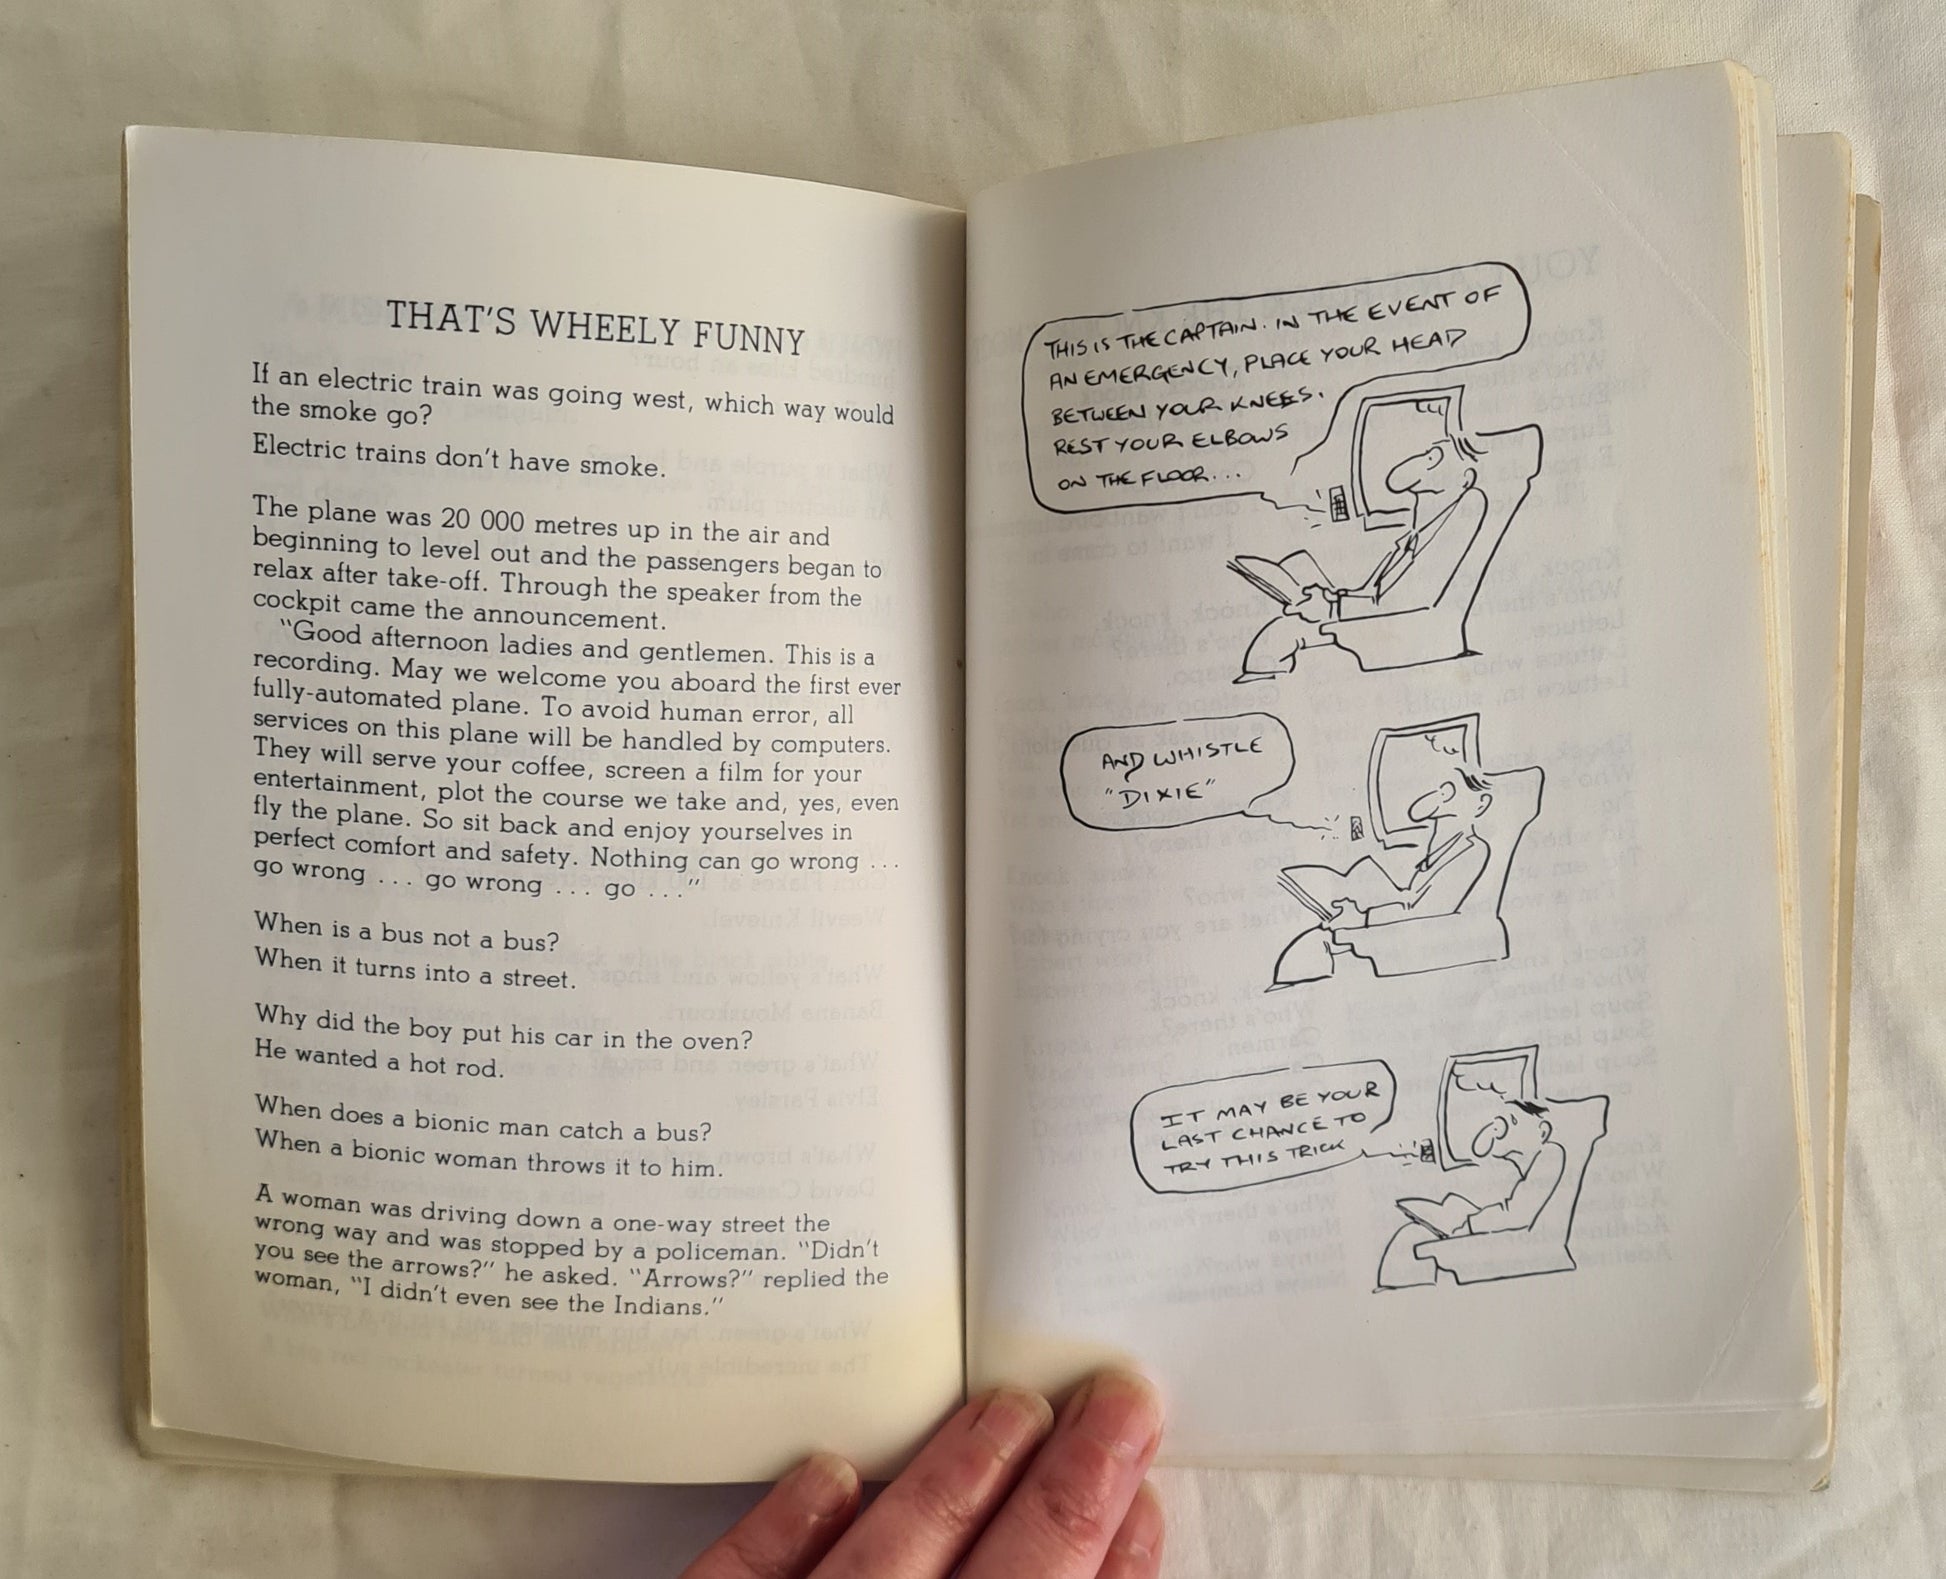 THAT'S WHEELY FUNNY
If an electric train was going west, which way would
the smoke go?
Electric trains don't have smoke.
The plane was 20 000 metres up in the air and
beginning to level out and the passengers began to
relax after take-off. Through the speaker from the
cockpit came the announcement.
"Good afternoon ladies and gentlemen. This is a
recording. May we welcome you aboard the first ever
fully-automated plane. To avoid human error, all
services on this plane will be handled by computers.
They will serve your coffee, screen a film for your
entertainment, plot the course we take and, yes, even
fly the plane. So sit back and enjoy yourselves in
perfect comfort and safety. Nothing can go wrong . . .
go wrong . . . go wrong . . . go . . ."
When is a bus not a bus?
When it turns into a street.
Why did the boy put his car in the oven?
He wanted a hot rod.
When does a bionic man catch a bus?
When a bionic woman throws it to him.
A woman was driving down a one-way street the
wrong way and was stopped by a policeman. "Didn't
you see the arrows?" he asked. "Arrows?" replied the
woman, "I didn't even see the Indians."
THIS IS THE CAPTAIN. IN THE EVENT OF
AN EMERGENCY, PLACE YOUR HEAD
BETWEEN YOUR KNEES.
REST YOUR ELBOWS
ON THE FLOOR...
AND WHISTLE
"DIXIE"
IT MAY BE YOUR
LAST CHANCE TO
TRY THIS TRICK